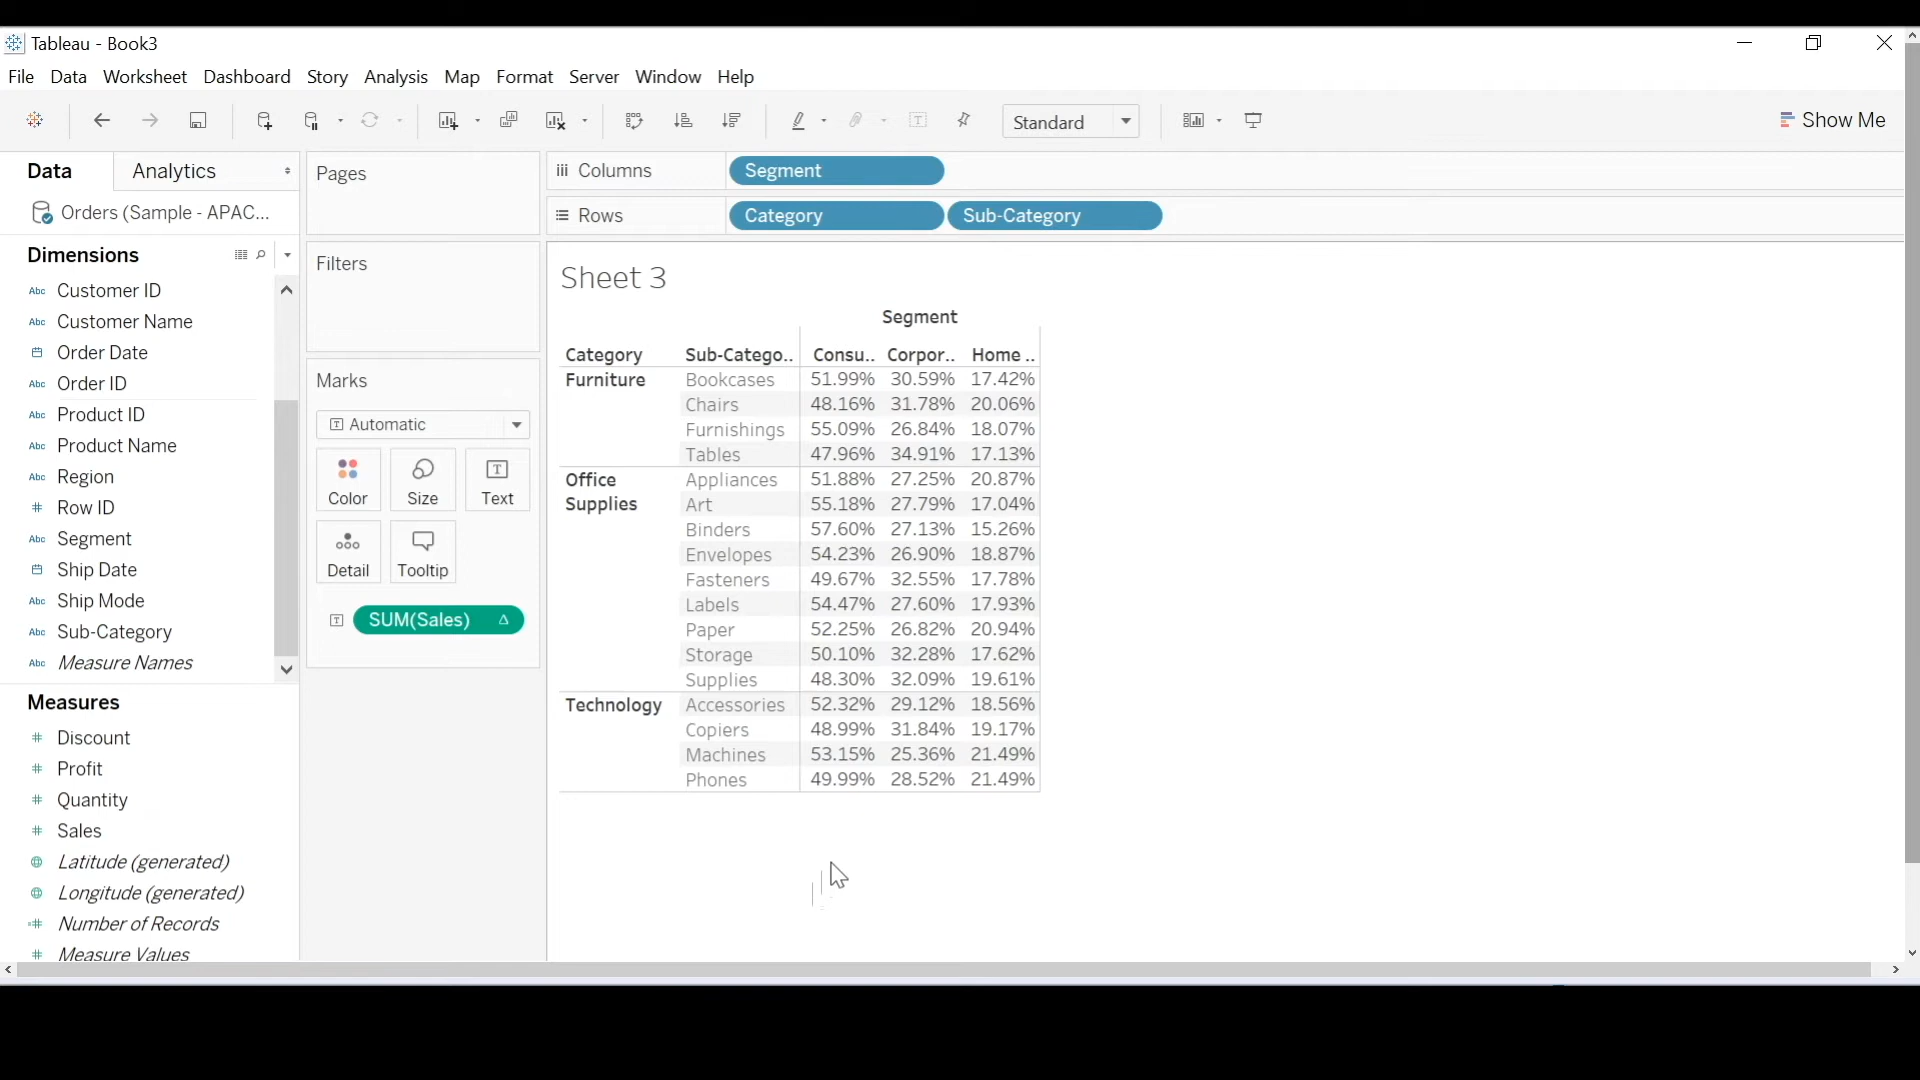 Tableau - Book3
File Data Worksheet Dashboard Story Analysis Map Format Server Window Help
Standard
Show Me
Data
Analytics
Orders (Sample - APAC...
Dimensions
Abc Customer ID
Abc Customer Name
Order Date
Abc Order ID
Abc Product ID
Abc Product Name
Abc Region
# Row ID
Abc Segment
Ship Date
Abc Ship Mode
Abc Sub-Category
Abc Measure Names
Measures
# Discount
# Profit
# Quantity
# Sales
Latitude (generated)
Longitude (generated)
=# Number of Records
# Measure Values
Pages
Filters
Marks
T Automatic
Color Size T Text
Detail Tooltip
T SUM(Sales) Δ
iii Columns Segment
Rows Category Sub-Category
Sheet 3
Segment
Category Sub-Catego.. Consu.. Corpor.. Home ..
Furniture Bookcases 51.99% 30.59% 17.42%
Chairs 48.16% 31.78% 20.06%
Furnishings 55.09% 26.84% 18.07%
Tables 47.96% 34.91% 17.13%
Office Appliances 51.88% 27.25% 20.87%
Supplies Art 55.18% 27.79% 17.04%
Binders 57.60% 27.13% 15.26%
Envelopes 54.23% 26.90% 18.87%
Fasteners 49.67% 32.55% 17.78%
Labels 54.47% 27.60% 17.93%
Paper 52.25% 26.82% 20.94%
Storage 50.10% 32.28% 17.62%
Supplies 48.30% 32.09% 19.61%
Technology Accessories 52.32% 29.12% 18.56%
Copiers 48.99% 31.84% 19.17%
Machines 53.15% 25.36% 21.49%
Phones 49.99% 28.52% 21.49%